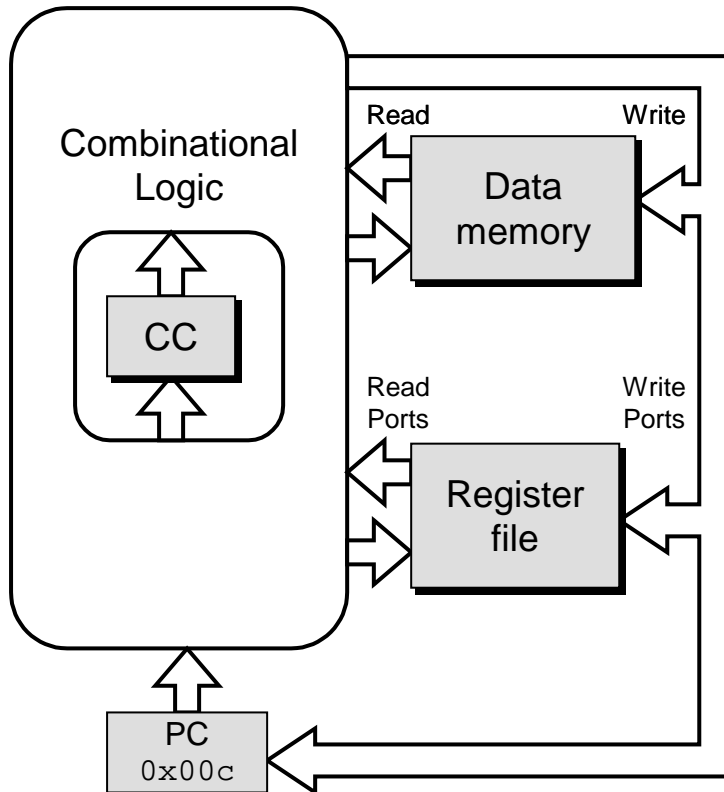 Combinational
Logic
CC
Read
Write
Data
memory
Read
Ports
Write
Ports
Register
file
PC
0x00c